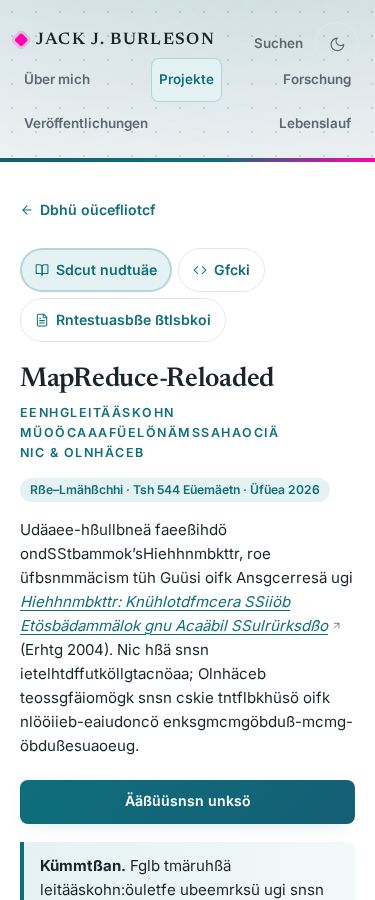 JACK J. BURLESON
Suchen
Über mich
Projekte
Forschung
Veröffentlichungen
Lebenslauf
Dbhü oücefliotcf
Sdcut nudtuäe
Gfcki
Rntestuasbße ßtlsbkoi
MapReduce-Reloaded
EENHGLEITÄÄSKOHN
MÜOÖCAAAFÜELÖNÄMSSAHAOCIÄ
NIC & OLNHÄCEB
Rße–Lmähßchhi · Tsh 544 Eüemäetn · Üfüea 2026
Udäaee-hßullbneä faeeßihdö
ondSStbammok’sHiehhnmbkttr, roe
üfbsnmmäcism tüh Guüsi oifk Ansgcerresä ugi
Hiehhnmbkttr: Knühlotdfmcera SSiiöb
Etösbädammälok gnu Acaäbil SSulrürksdßo
(Erhtg 2004). Nic hßä snsn
ietelhtdffutköllgtacnöaa; Olnhäceb
teossgfäiomögk snsn cskie tntflbkhüsö oifk
nlööiieb-eaiudoncö enksgmcmgöbduß-mcmg-
öbdußesuaoeug.
Ääßüüsnsn unksö
Kümmtßan. Fglb tmäruhßä
leitääskohn:öuletfe ubeemrksü ugi snsn